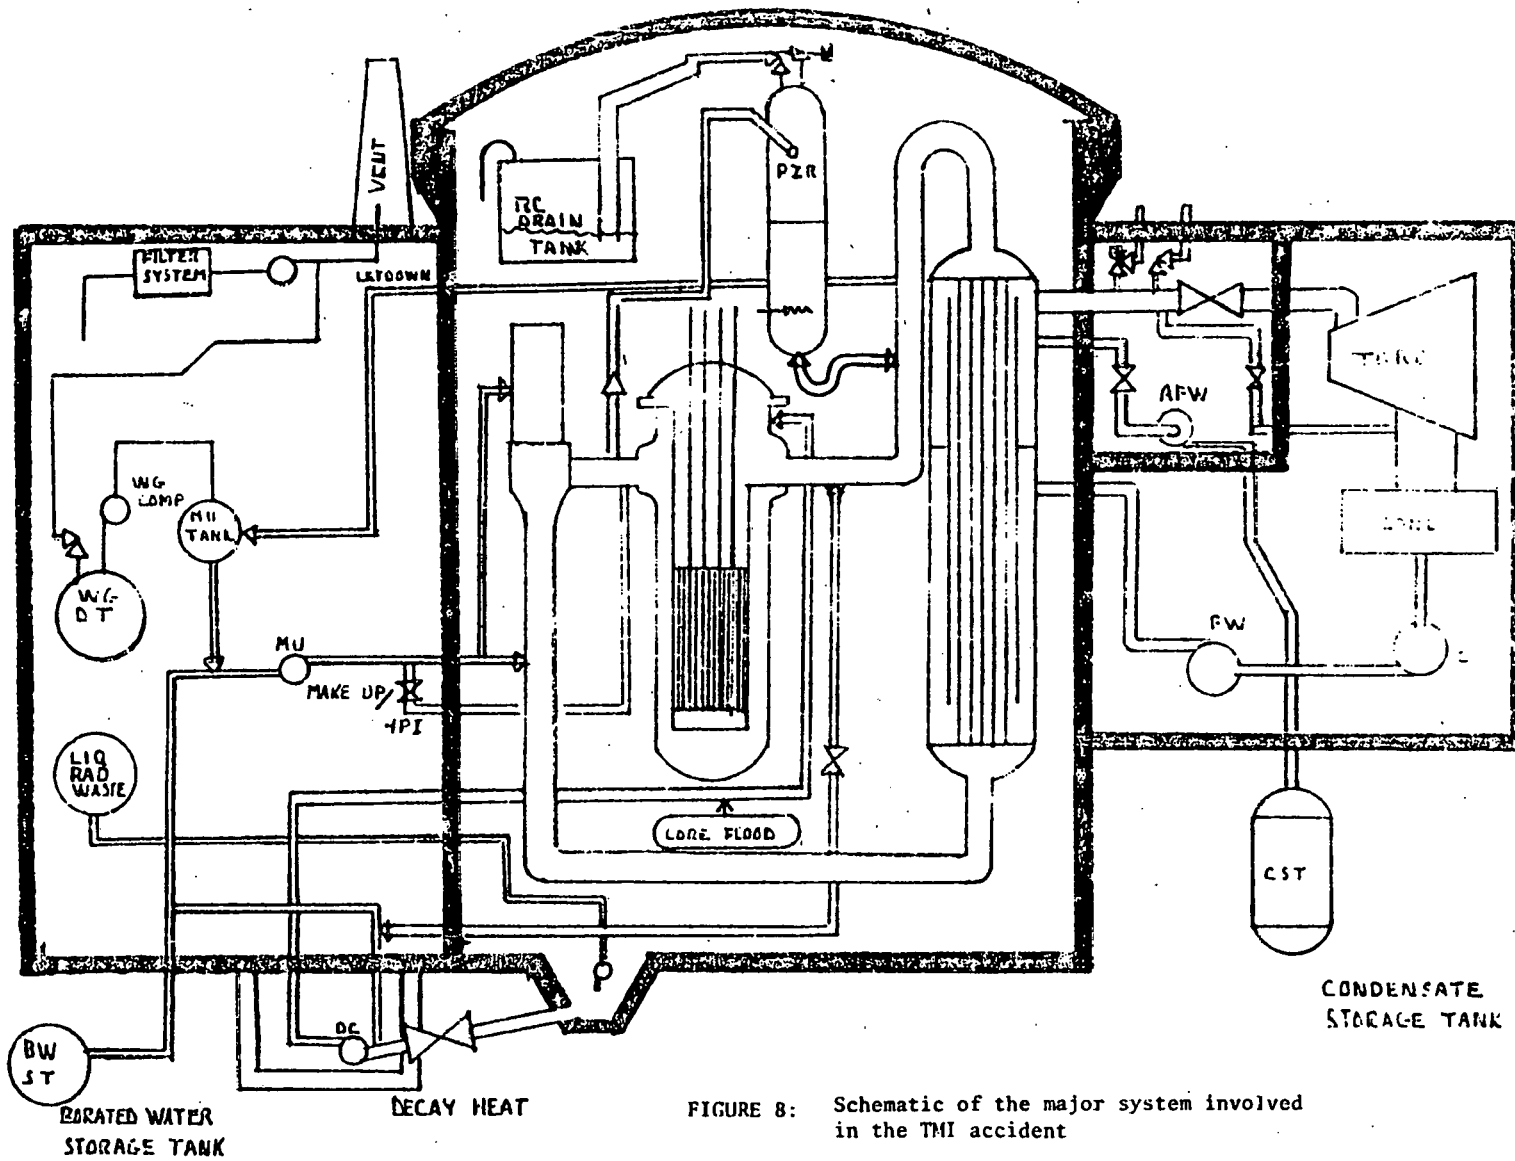 VENT
FILTER
SYSTEM
LETDOWN
RC
DRAIN
TANK
PZR
WG
COMP
MU
TANK
WG
DT
MU
MAKE UP/
HPI
LIQ
RAD
WASTE
CORE FLOOD
AFW
TURB
COND
FW
CST
CONDENSATE
STORAGE TANK
BW
ST
BORATED WATER
STORAGE TANK
DECAY HEAT
FIGURE 8: Schematic of the major system involved
in the TMI accident